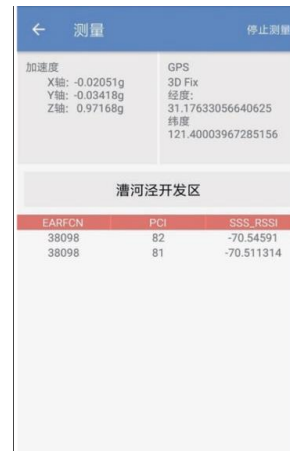 ← 测量 停止测量
加速度
X轴: -0.02051g
Y轴: -0.03418g
Z轴: 0.97168g
GPS
3D Fix
经度:
31.17633056640625
纬度
121.40003967285156
漕河泾开发区
EARFCN PCI SSS_RSSI
38098 82 -70.54591
38098 81 -70.511314